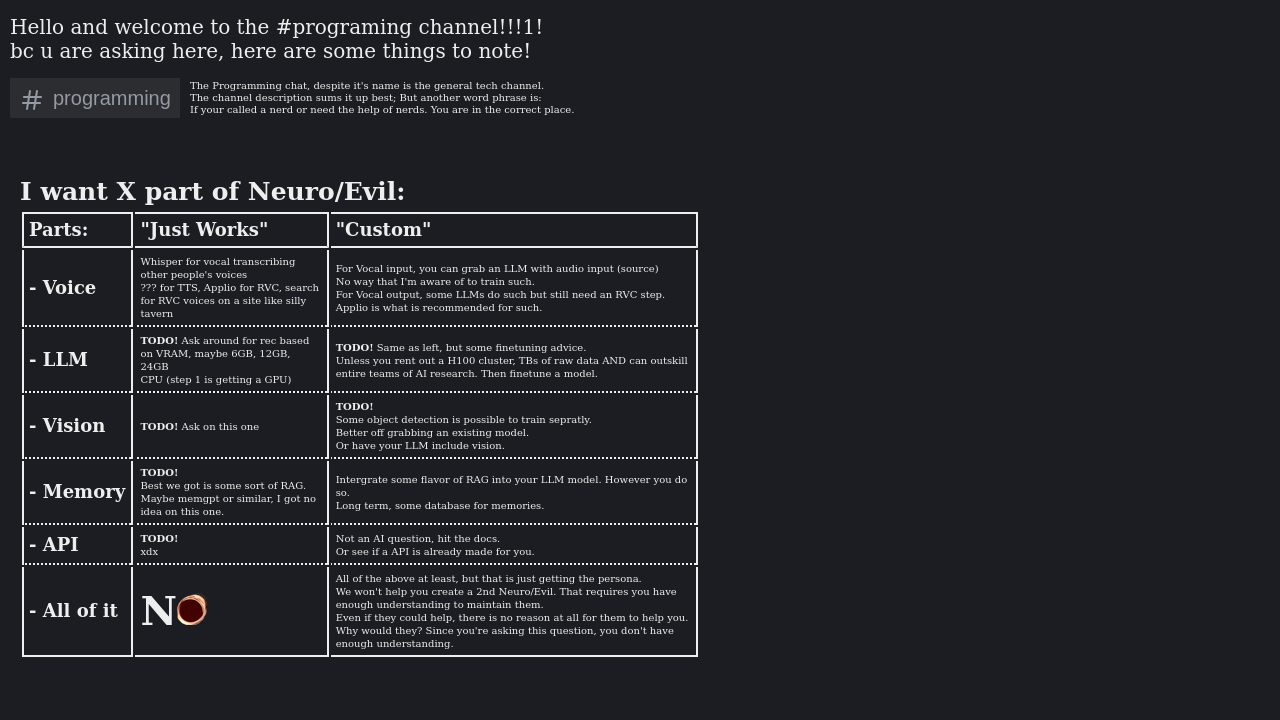 Hello and welcome to the #programing channel!!!1!
bc u are asking here, here are some things to note!
# programming
The Programming chat, despite it's name is the general tech channel.
The channel description sums it up best; But another word phrase is:
If your called a nerd or need the help of nerds. You are in the correct place.
I want X part of Neuro/Evil:
Parts:
"Just Works"
"Custom"
- Voice
Whisper for vocal transcribing
other people's voices
??? for TTS, Applio for RVC, search
for RVC voices on a site like silly
tavern
For Vocal input, you can grab an LLM with audio input (source)
No way that I'm aware of to train such.
For Vocal output, some LLMs do such but still need an RVC step.
Applio is what is recommended for such.
- LLM
TODO! Ask around for rec based
on VRAM, maybe 6GB, 12GB,
24GB
CPU (step 1 is getting a GPU)
TODO! Same as left, but some finetuning advice.
Unless you rent out a H100 cluster, TBs of raw data AND can outskill
entire teams of AI research. Then finetune a model.
- Vision
TODO! Ask on this one
TODO!
Some object detection is possible to train sepratly.
Better off grabbing an existing model.
Or have your LLM include vision.
- Memory
TODO!
Best we got is some sort of RAG.
Maybe memgpt or similar, I got no
idea on this one.
Intergrate some flavor of RAG into your LLM model. However you do
so.
Long term, some database for memories.
- API
TODO!
xdx
Not an AI question, hit the docs.
Or see if a API is already made for you.
- All of it
N
All of the above at least, but that is just getting the persona.
We won't help you create a 2nd Neuro/Evil. That requires you have
enough understanding to maintain them.
Even if they could help, there is no reason at all for them to help you.
Why would they? Since you're asking this question, you don't have
enough understanding.